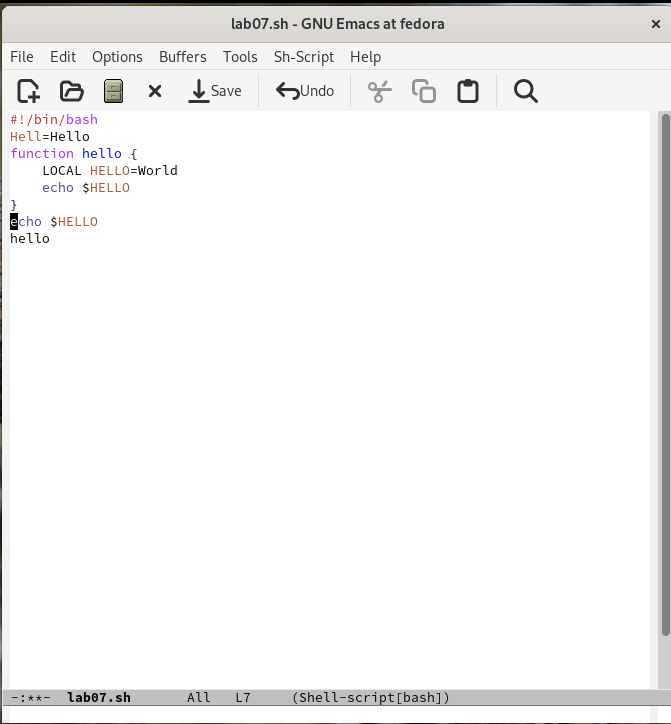 lab07.sh - GNU Emacs at fedora
File Edit Options Buffers Tools Sh-Script Help
Save Undo
#!/bin/bash
Hell=Hello
function hello {
    LOCAL HELLO=World
    echo $HELLO
}
echo $HELLO
hello
-:**- lab07.sh All L7 (Shell-script[bash])